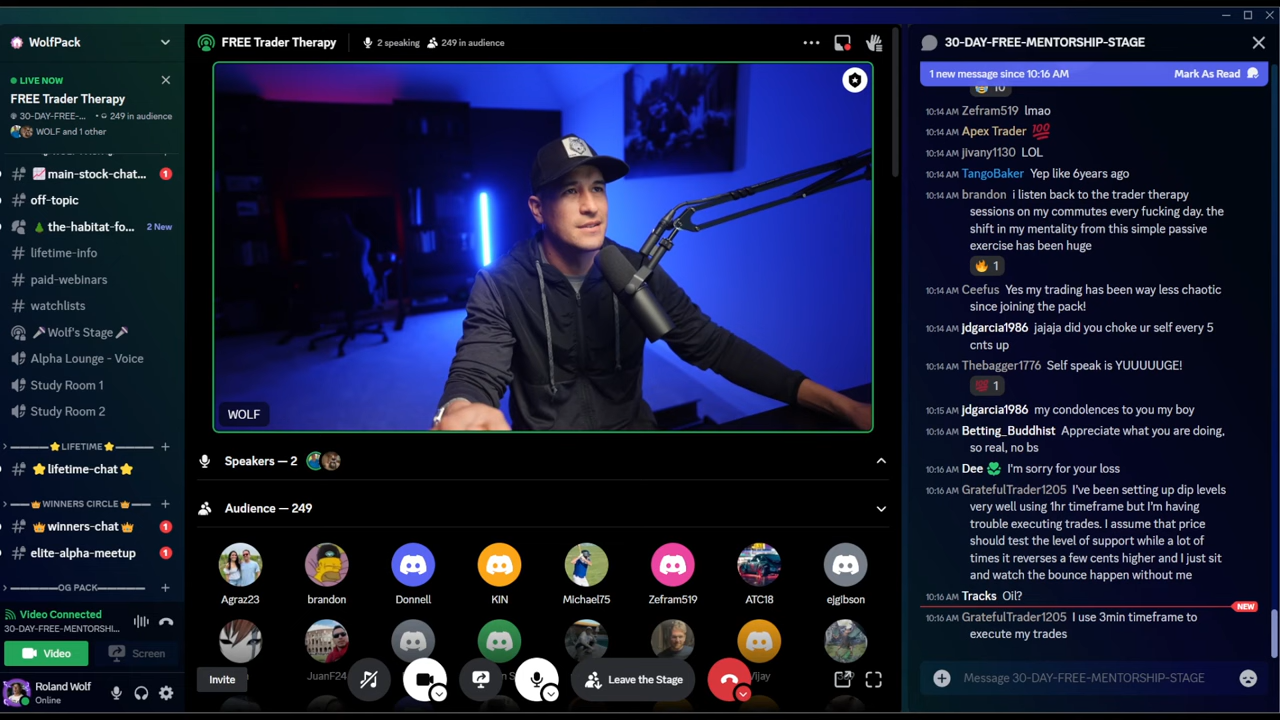 WolfPack
LIVE NOW
FREE Trader Therapy
30-DAY-FREE-... • 249 in audience
WOLF and 1 other
main-stock-chat... 1
off-topic
the-habitat-fo... 2 New
lifetime-info
paid-webinars
watchlists
Wolf's Stage
Alpha Lounge - Voice
Study Room 1
Study Room 2
LIFETIME
lifetime-chat
WINNERS CIRCLE
winners-chat 1
elite-alpha-meetup 1
OG PACK
Video Connected
30-DAY-FREE-MENTORSHI...
Video Screen
Roland Wolf
Online
FREE Trader Therapy 2 speaking 249 in audience
WOLF
Speakers — 2
Audience — 249
Agraz23 brandon Donnell KIN Michael75 Zefram519 ATC18 ejgibson
JuanF24
Invite
Leave the Stage
30-DAY-FREE-MENTORSHIP-STAGE
1 new message since 10:16 AM Mark As Read
10
10:14 AM Zefram519 lmao
10:14 AM Apex Trader 100
10:14 AM jivany1130 LOL
10:14 AM TangoBaker Yep like 6years ago
10:14 AM brandon i listen back to the trader therapy
sessions on my commutes every fucking day. the
shift in my mentality from this simple passive
exercise has been huge
1
10:14 AM Ceefus Yes my trading has been way less chaotic
since joining the pack!
10:14 AM jdgarcia1986 jajaja did you choke ur self every 5
cnts up
10:14 AM Thebagger1776 Self speak is YUUUUUGE!
1
10:15 AM jdgarcia1986 my condolences to you my boy
10:16 AM Betting_Buddhist Appreciate what you are doing,
so real, no bs
10:16 AM Dee I'm sorry for your loss
10:16 AM GratefulTrader1205 I've been setting up dip levels
very well using 1hr timeframe but I'm having
trouble executing trades. I assume that price
should test the level of support while a lot of
times it reverses a few cents higher and I just sit
and watch the bounce happen without me
10:16 AM Tracks Oil?
NEW
10:16 AM GratefulTrader1205 I use 3min timeframe to
execute my trades
Message 30-DAY-FREE-MENTORSHIP-STAGE